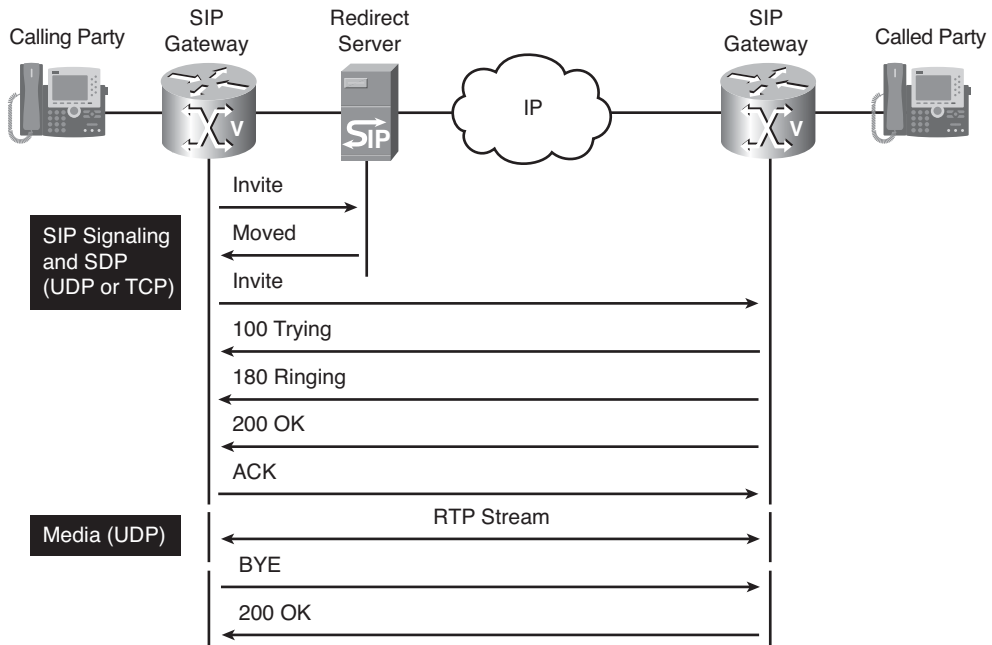 Calling Party
SIP
Gateway
Redirect
Server
SIP
Gateway
Called Party
V
SIP
IP
V
Invite
SIP Signaling
and SDP
(UDP or TCP)
Moved
Invite
100 Trying
180 Ringing
200 OK
ACK
Media (UDP)
RTP Stream
BYE
200 OK